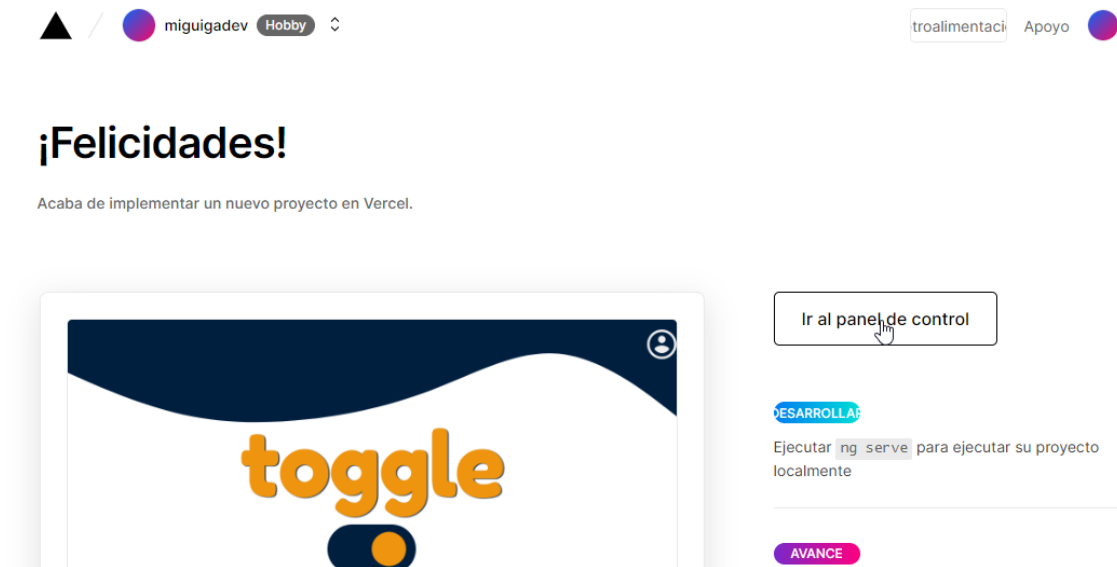 miguigadev Hobby
troalimentaci
Apoyo
¡Felicidades!
Acaba de implementar un nuevo proyecto en Vercel.
toggle
Ir al panel de control
DESARROLLAR
Ejecutar ng serve para ejecutar su proyecto
localmente
AVANCE